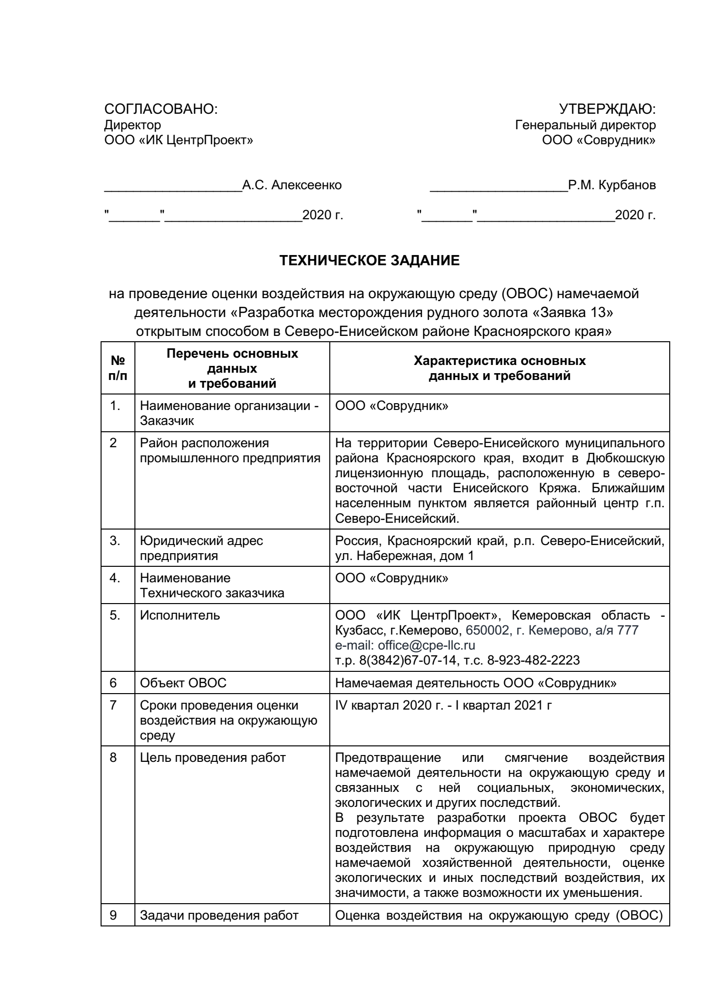 СОГЛАСОВАНО: УТВЕРЖДАЮ:
Директор Генеральный директор
ООО «ИК ЦентрПроект» ООО «Соврудник»
___________________А.С. Алексеенко ___________________Р.М. Курбанов
"_______"___________________2020 г. "_______"___________________2020 г.
ТЕХНИЧЕСКОЕ ЗАДАНИЕ
на проведение оценки воздействия на окружающую среду (ОВОС) намечаемой
деятельности «Разработка месторождения рудного золота «Заявка 13»
открытым способом в Северо-Енисейском районе Красноярского края»
№
п/п
Перечень основных
данных
и требований
Характеристика основных
данных и требований
1.
Наименование организации -
Заказчик
ООО «Соврудник»
2
Район расположения
промышленного предприятия
На территории Северо-Енисейского муниципального
района Красноярского края, входит в Дюбкошскую
лицензионную площадь, расположенную в северо-
восточной части Енисейского Кряжа. Ближайшим
населенным пунктом является районный центр г.п.
Северо-Енисейский.
3.
Юридический адрес
предприятия
Россия, Красноярский край, р.п. Северо-Енисейский,
ул. Набережная, дом 1
4.
Наименование
Технического заказчика
ООО «Соврудник»
5.
Исполнитель
ООО «ИК ЦентрПроект», Кемеровская область -
Кузбасс, г.Кемерово, 650002, г. Кемерово, а/я 777
e-mail: office@cpe-llc.ru
т.р. 8(3842)67-07-14, т.с. 8-923-482-2223
6
Объект ОВОС
Намечаемая деятельность ООО «Соврудник»
7
Сроки проведения оценки
воздействия на окружающую
среду
IV квартал 2020 г. - I квартал 2021 г
8
Цель проведения работ
Предотвращение или смягчение воздействия
намечаемой деятельности на окружающую среду и
связанных с ней социальных, экономических,
экологических и других последствий.
В результате разработки проекта ОВОС будет
подготовлена информация о масштабах и характере
воздействия на окружающую природную среду
намечаемой хозяйственной деятельности, оценке
экологических и иных последствий воздействия, их
значимости, а также возможности их уменьшения.
9
Задачи проведения работ
Оценка воздействия на окружающую среду (ОВОС)